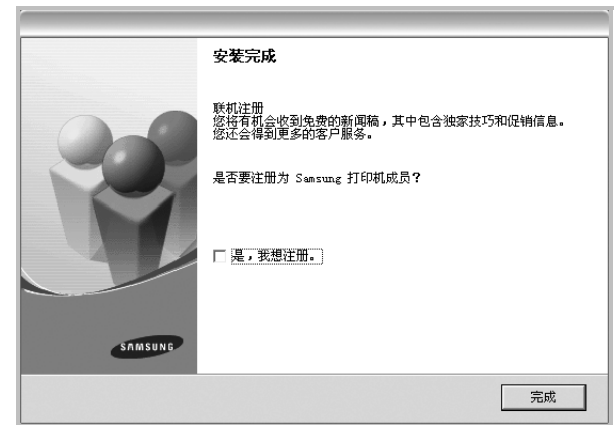 安装完成
联机注册
您将有机会收到免费的新闻稿，其中包含独家技巧和促销信息。
您还会得到更多的客户服务。
是否要注册为 Samsung 打印机成员？
是，我想注册。
SAMSUNG
完成